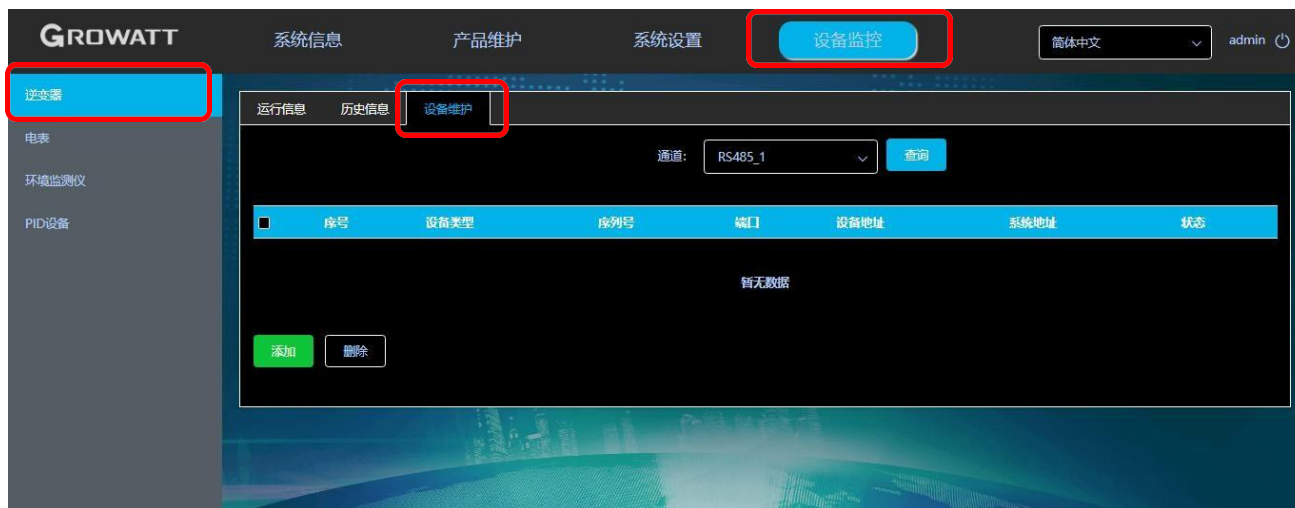 GROWATT 系统信息 产品维护 系统设置 设备监控 简体中文 admin
逆变器
电表
环境监测仪
PID设备
运行信息 历史信息 设备维护
通道: RS485_1 查询
序号 设备类型 序列号 端口 设备地址 系统地址 状态
暂无数据
添加 删除